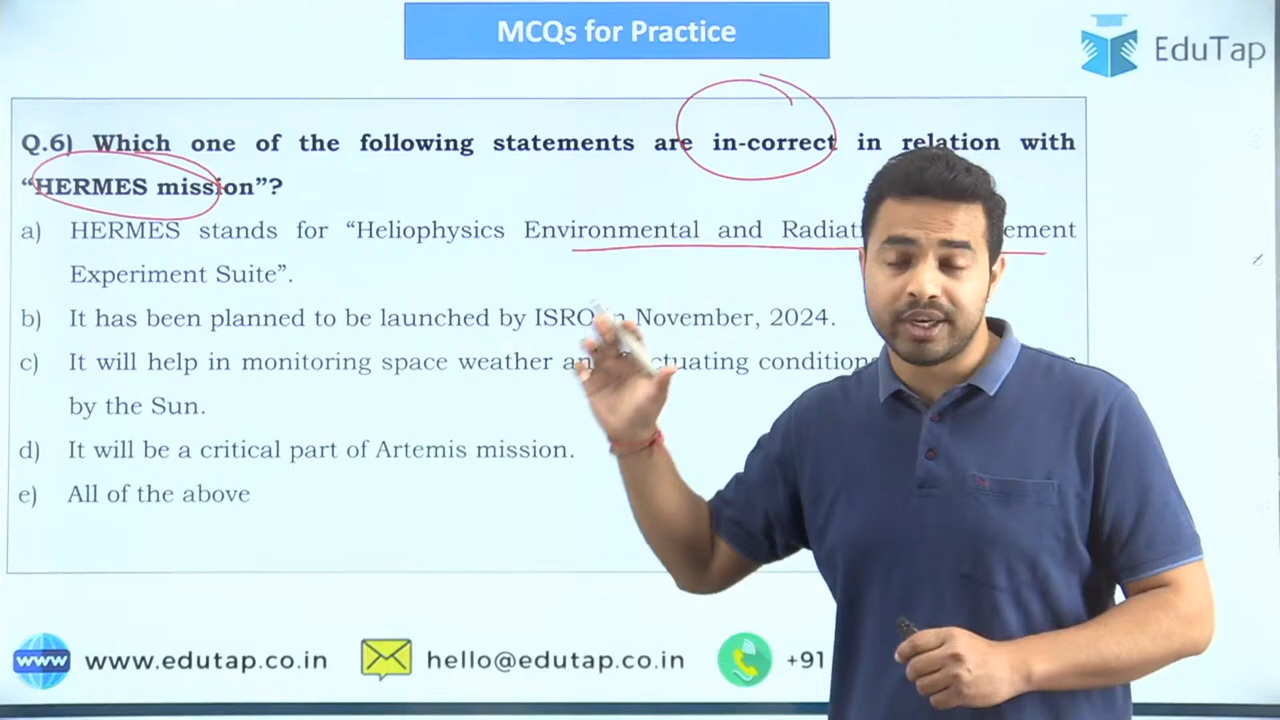 MCQs for Practice
EduTap
Q.6) Which one of the following statements are in-correct in relation with
“HERMES mission”?
a) HERMES stands for “Heliophysics Environmental and
Experiment Suite”.
b) It has been planned to be launched by ISRO in November, 2024.
c) It will help in monitoring space weather
by the Sun.
d) It will be a critical part of Artemis mission.
e) All of the above
www
www.edutap.co.in
hello@edutap.co.in
+91